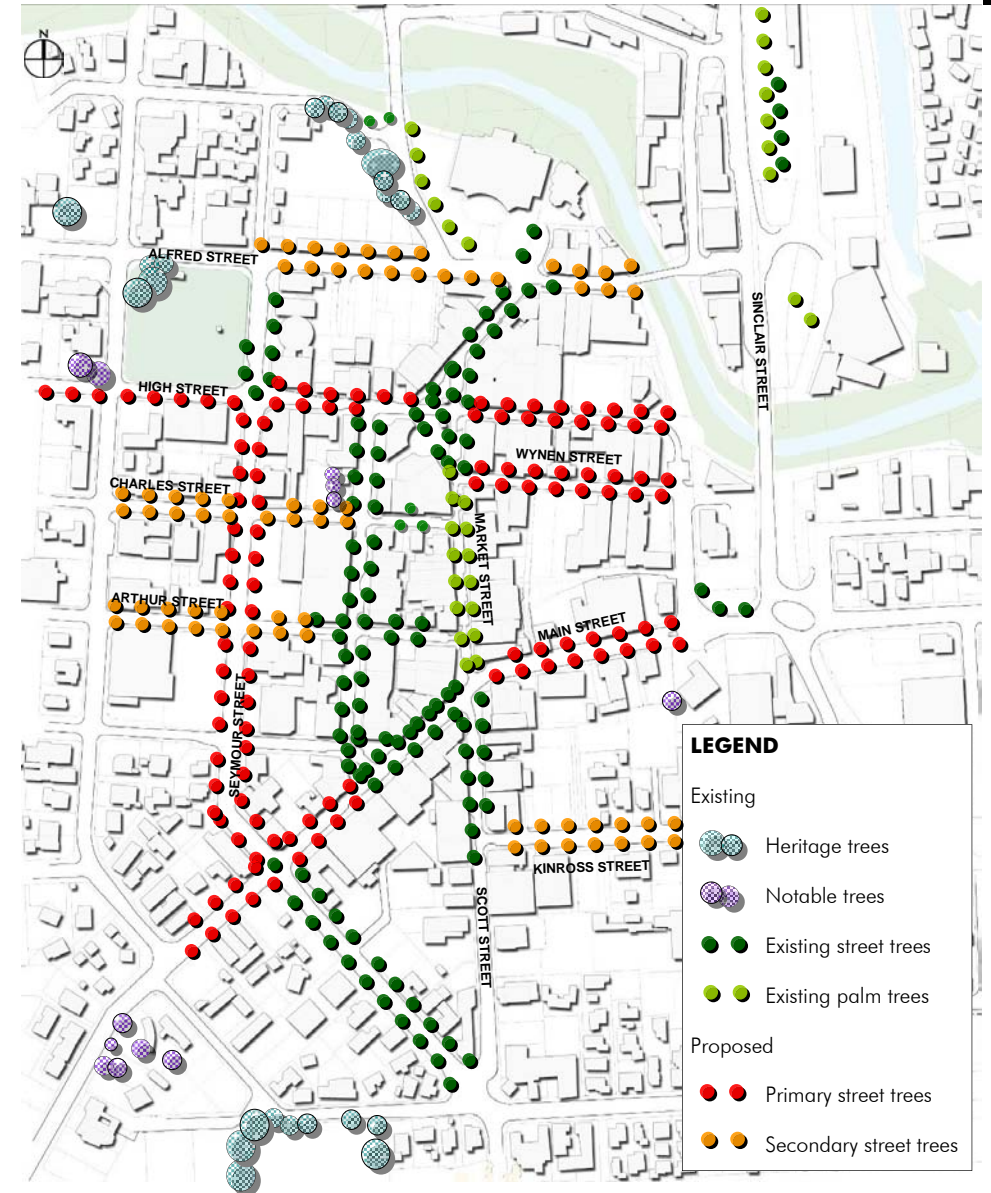 N
ALFRED STREET
SINCLAIR STREET
HIGH STREET
WYNEN STREET
CHARLES STREET
MARKET STREET
ARTHUR STREET
MAIN STREET
SEYMOUR STREET
KINROSS STREET
SCOTT STREET
LEGEND
Existing
Heritage trees
Notable trees
Existing street trees
Existing palm trees
Proposed
Primary street trees
Secondary street trees